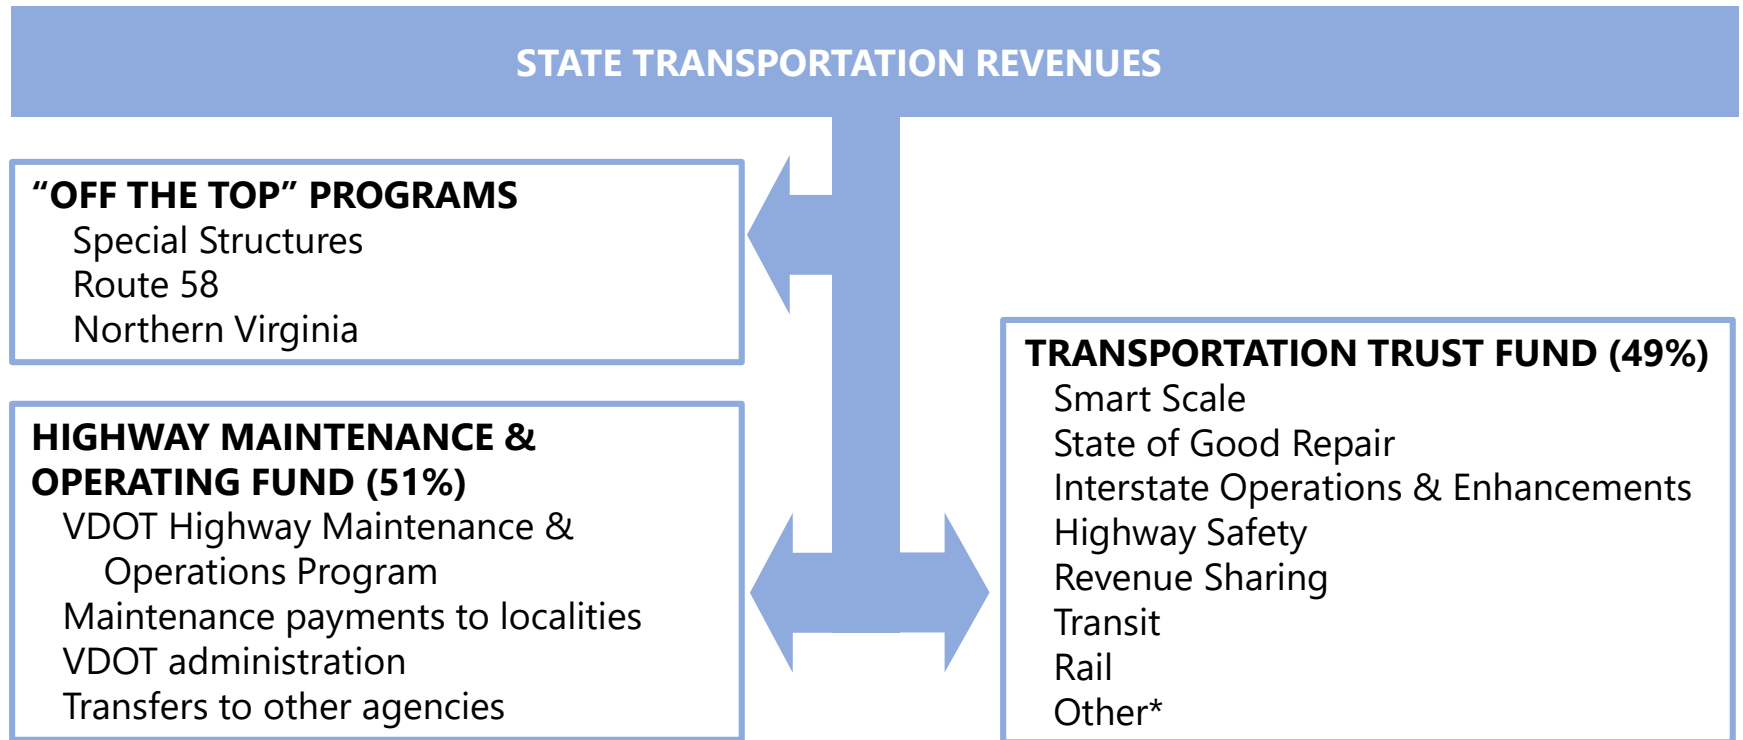 STATE TRANSPORTATION REVENUES
“OFF THE TOP” PROGRAMS
Special Structures
Route 58
Northern Virginia
HIGHWAY MAINTENANCE &
OPERATING FUND (51%)
VDOT Highway Maintenance &
Operations Program
Maintenance payments to localities
VDOT administration
Transfers to other agencies
TRANSPORTATION TRUST FUND (49%)
Smart Scale
State of Good Repair
Interstate Operations & Enhancements
Highway Safety
Revenue Sharing
Transit
Rail
Other*